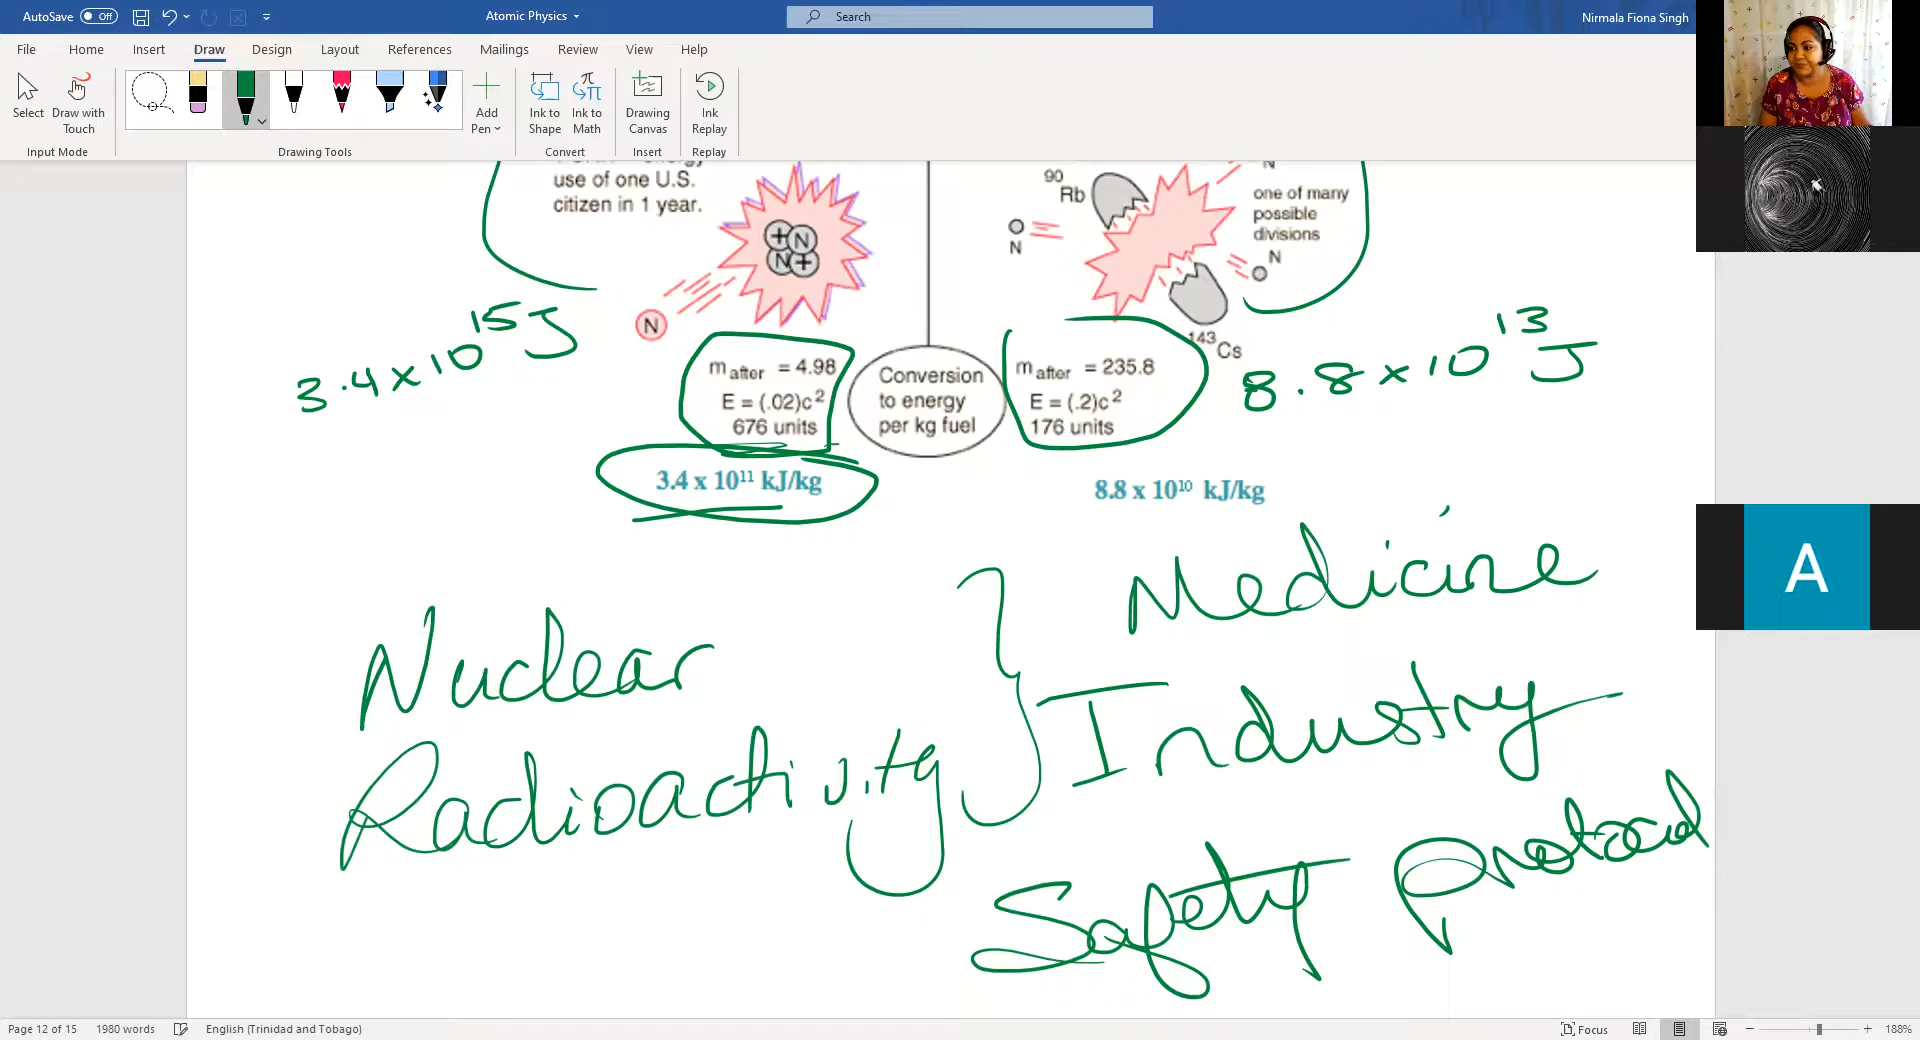 AutoSave Off Atomic Physics Search Nirmala Fiona Singh
File Home Insert Draw Design Layout References Mailings Review View Help
Select Draw with Touch Add Pen Ink to Shape Ink to Math Drawing Canvas Ink Replay
Input Mode Drawing Tools Convert Insert Replay
use of one U.S.
citizen in 1 year.
+ N
N +
N
90
Rb
N
N
one of many
possible
divisions
N
143
Cs
3.4 x 10 15 J
m after = 4.98
E = (.02)c²
676 units
Conversion
to energy
per kg fuel
m after = 235.8
E = (.2)c²
176 units
8.8 x 10 13 J
3.4 x 10¹¹ kJ/kg
8.8 x 10¹⁰ kJ/kg
Nuclear
Radioactivity
Medicine
Industry
Safety Protocol
A
Page 12 of 15 1980 words English (Trinidad and Tobago) Focus 188%